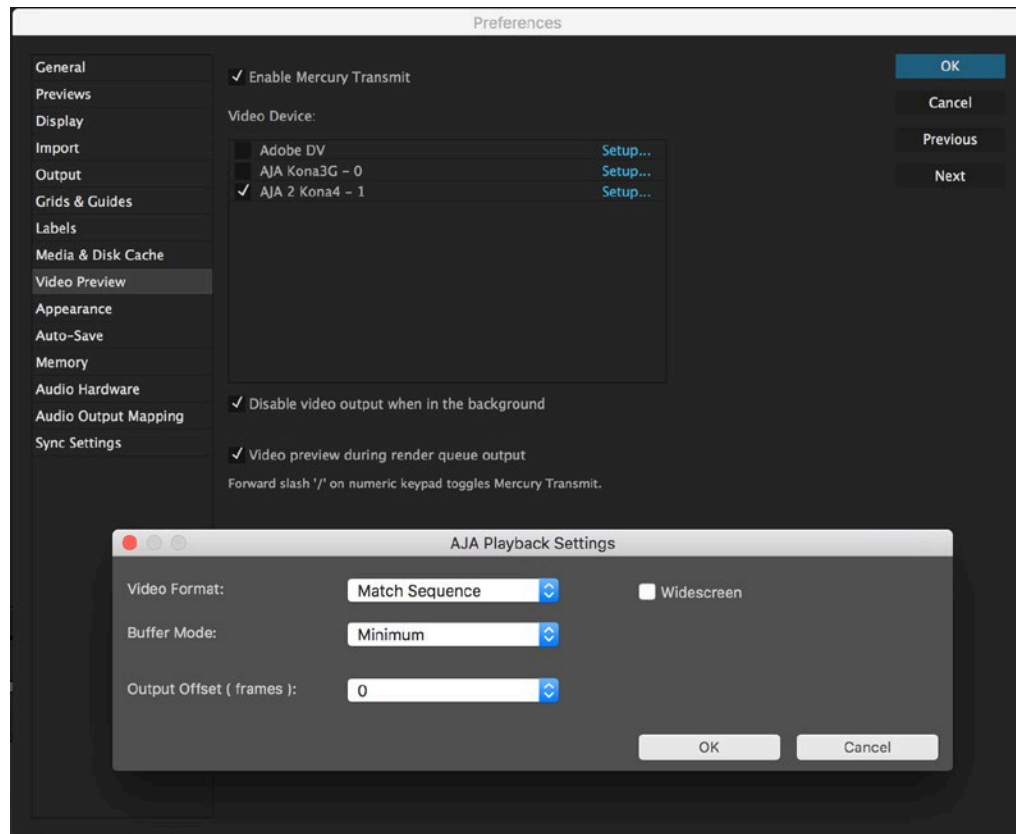 Preferences
General
Previews
Display
Import
Output
Grids & Guides
Labels
Media & Disk Cache
Video Preview
Appearance
Auto-Save
Memory
Audio Hardware
Audio Output Mapping
Sync Settings
Enable Mercury Transmit
Video Device:
Adobe DV Setup...
AJA Kona3G – 0 Setup...
AJA 2 Kona4 – 1 Setup...
Disable video output when in the background
Video preview during render queue output
Forward slash '/' on numeric keypad toggles Mercury Transmit.
OK
Cancel
Previous
Next
AJA Playback Settings
Video Format: Match Sequence Widescreen
Buffer Mode: Minimum
Output Offset ( frames ): 0
OK Cancel